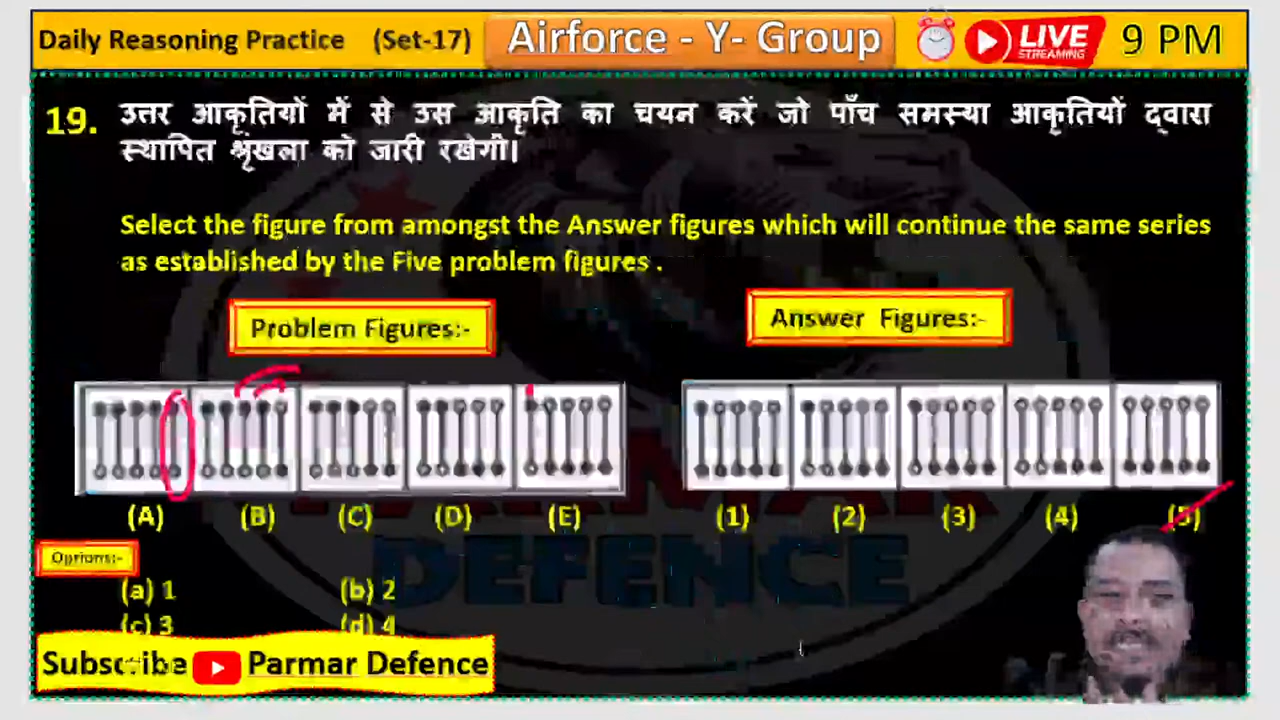 Daily Reasoning Practice (Set-17) Airforce - Y- Group LIVE STREAMING 9 PM
19. उत्तर आकृतियों में से उस आकृति का चयन करें जो पाँच समस्या आकृतियों द्वारा
स्थापित श्रृंखला को जारी रखेगी।
Select the figure from amongst the Answer figures which will continue the same series
as established by the Five problem figures .
Problem Figures:- Answer Figures:-
(A) (B) (C) (D) (E) (1) (2) (3) (4) (5)
Options:-
(a) 1 (b) 2
(c) 3 (d) 4
Subscribe Parmar Defence
DEFENCE